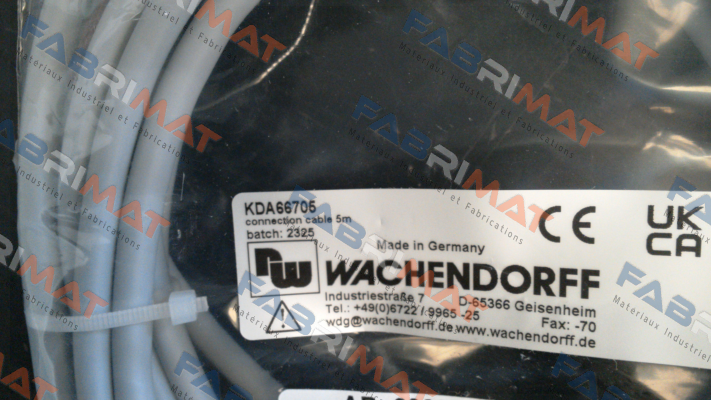 KDA66705
connection cable 5m
batch: 2325
CE
UK
CA
Made in Germany
WACHENDORFF
Industriestraße 7 D-65366 Geisenheim
Tel.: +49(0)6722 / 9965 -25 Fax: -70
wdg@wachendorff.de,www.wachendorff.de
FABRIMAT
Matériaux Industriel et Fabrications